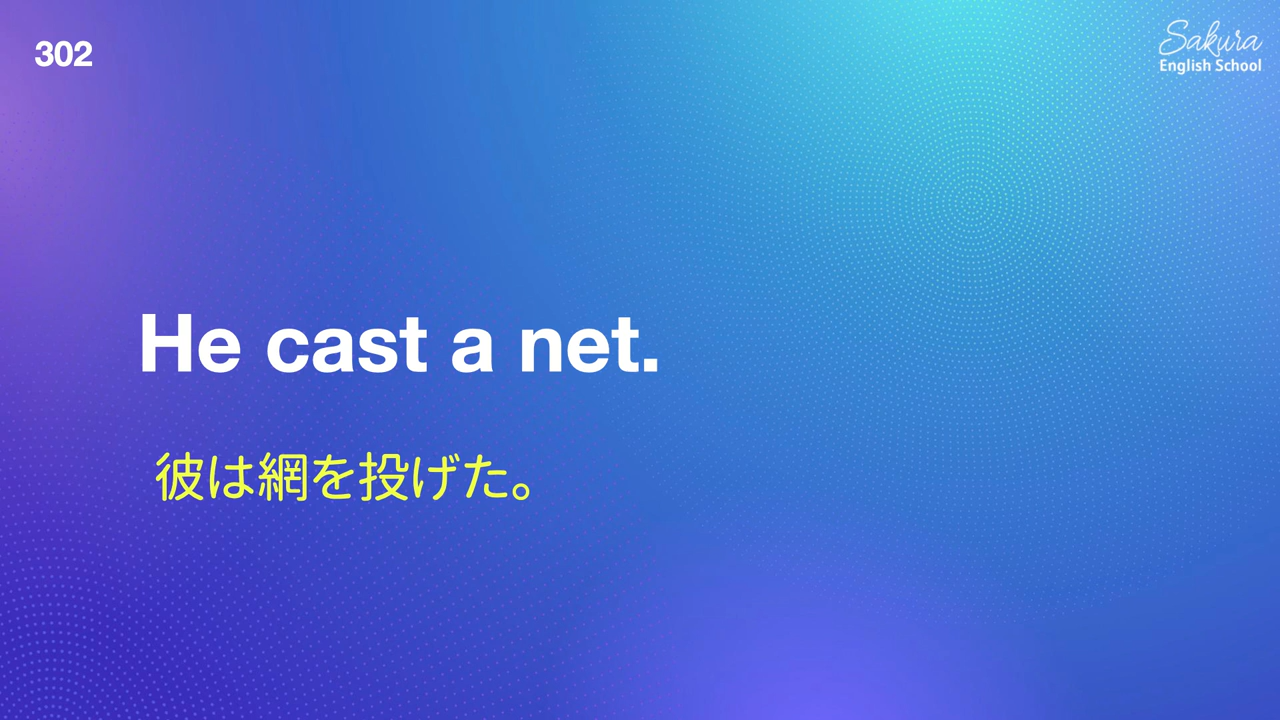 302
Sakura
English School
He cast a net.
彼は網を投げた。